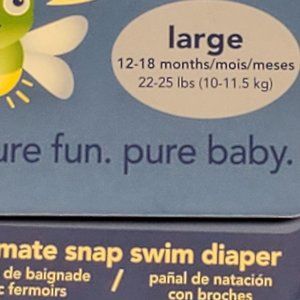 large
12-18 months/mois/meses
22-25 lbs (10-11.5 kg)
ure fun. pure baby.
mate snap swim diaper
de baignade / pañal de natación
c fermoirs con broches